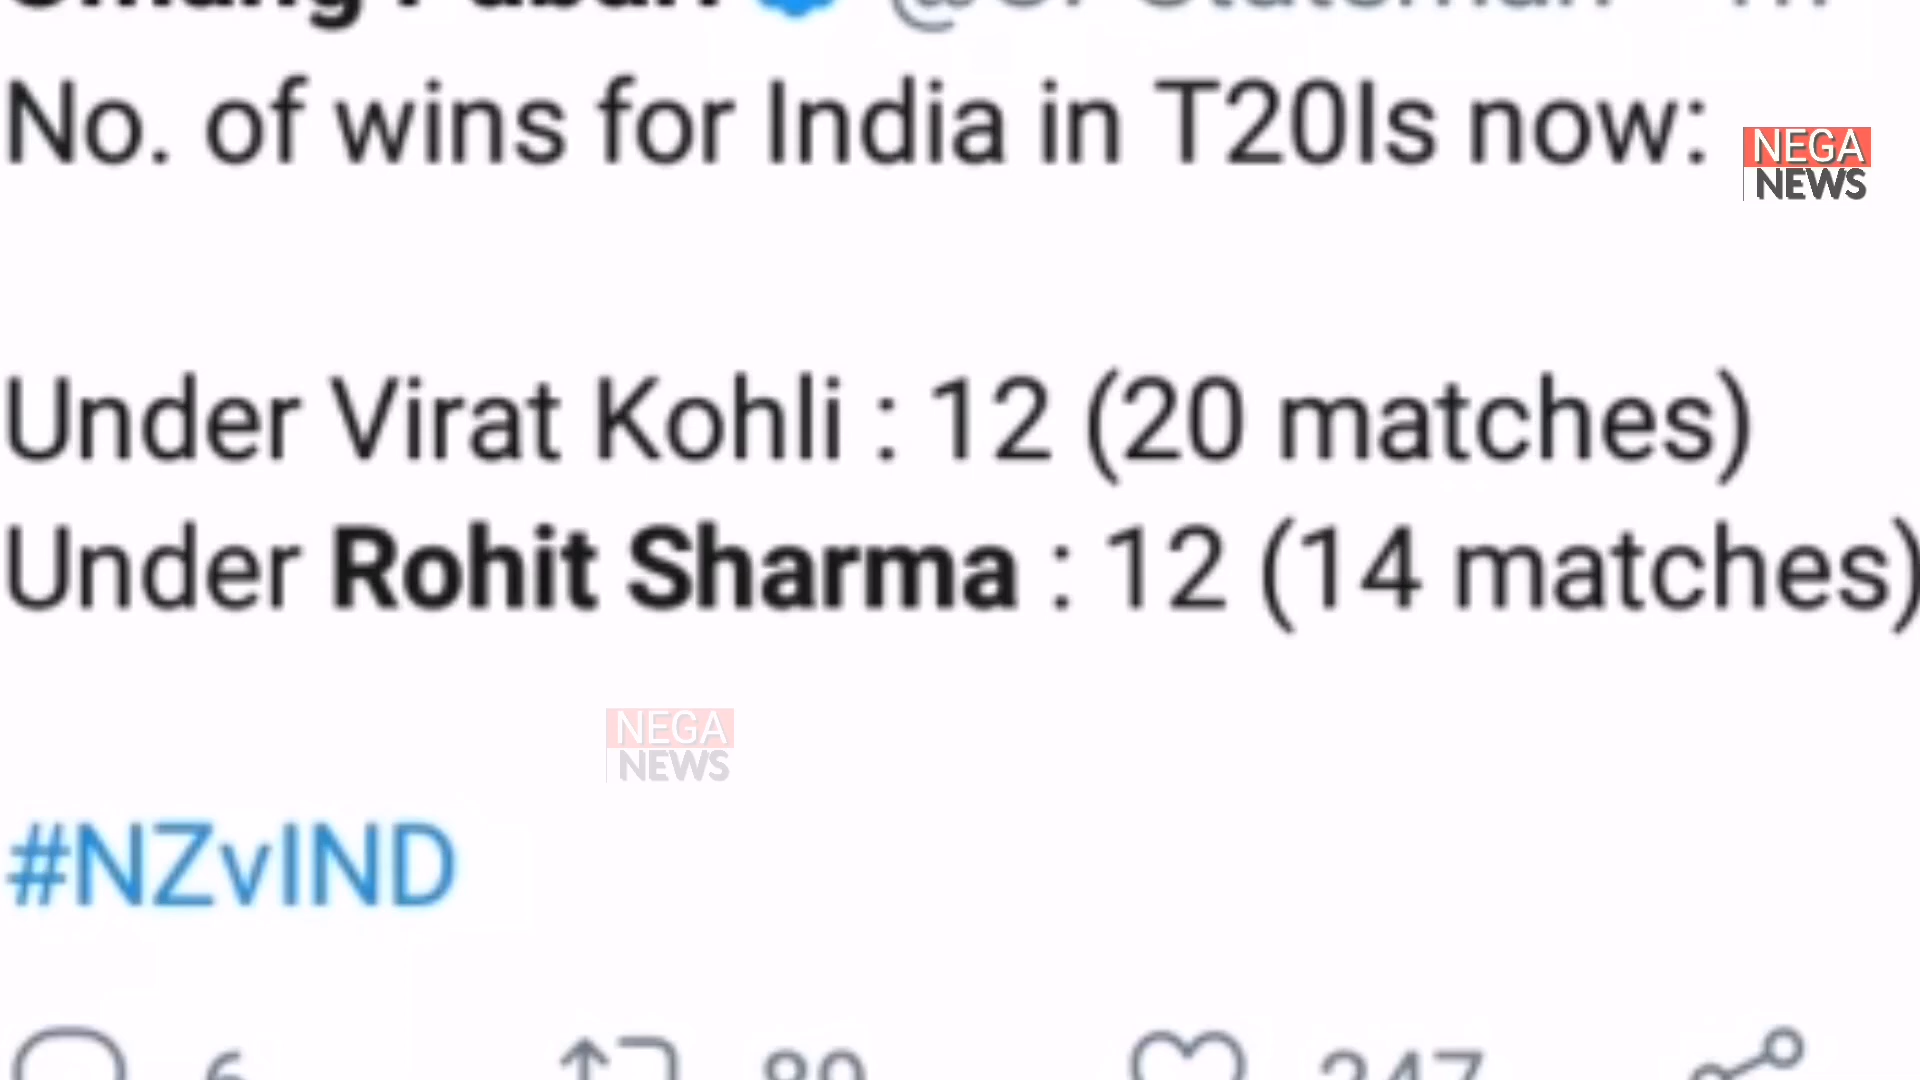 No. of wins for India in T20Is now:
NEGA
NEWS
Under Virat Kohli : 12 (20 matches)
Under Rohit Sharma : 12 (14 matches)
NEGA
NEWS
#NZvIND